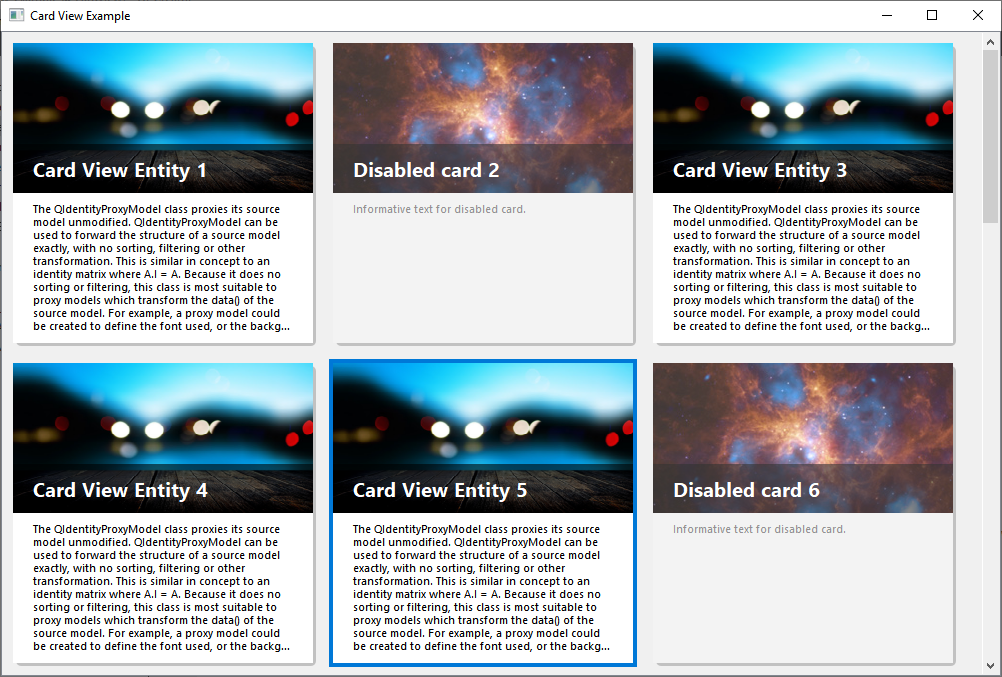 Card View Example
Card View Entity 1
The QIdentityProxyModel class proxies its source
model unmodified. QIdentityProxyModel can be
used to forward the structure of a source model
exactly, with no sorting, filtering or other
transformation. This is similar in concept to an
identity matrix where A.I = A. Because it does no
sorting or filtering, this class is most suitable to
proxy models which transform the data() of the
source model. For example, a proxy model could
be created to define the font used, or the backg...
Disabled card 2
Informative text for disabled card.
Card View Entity 3
The QIdentityProxyModel class proxies its source
model unmodified. QIdentityProxyModel can be
used to forward the structure of a source model
exactly, with no sorting, filtering or other
transformation. This is similar in concept to an
identity matrix where A.I = A. Because it does no
sorting or filtering, this class is most suitable to
proxy models which transform the data() of the
source model. For example, a proxy model could
be created to define the font used, or the backg...
Card View Entity 4
The QIdentityProxyModel class proxies its source
model unmodified. QIdentityProxyModel can be
used to forward the structure of a source model
exactly, with no sorting, filtering or other
transformation. This is similar in concept to an
identity matrix where A.I = A. Because it does no
sorting or filtering, this class is most suitable to
proxy models which transform the data() of the
source model. For example, a proxy model could
be created to define the font used, or the backg...
Card View Entity 5
The QIdentityProxyModel class proxies its source
model unmodified. QIdentityProxyModel can be
used to forward the structure of a source model
exactly, with no sorting, filtering or other
transformation. This is similar in concept to an
identity matrix where A.I = A. Because it does no
sorting or filtering, this class is most suitable to
proxy models which transform the data() of the
source model. For example, a proxy model could
be created to define the font used, or the backg...
Disabled card 6
Informative text for disabled card.